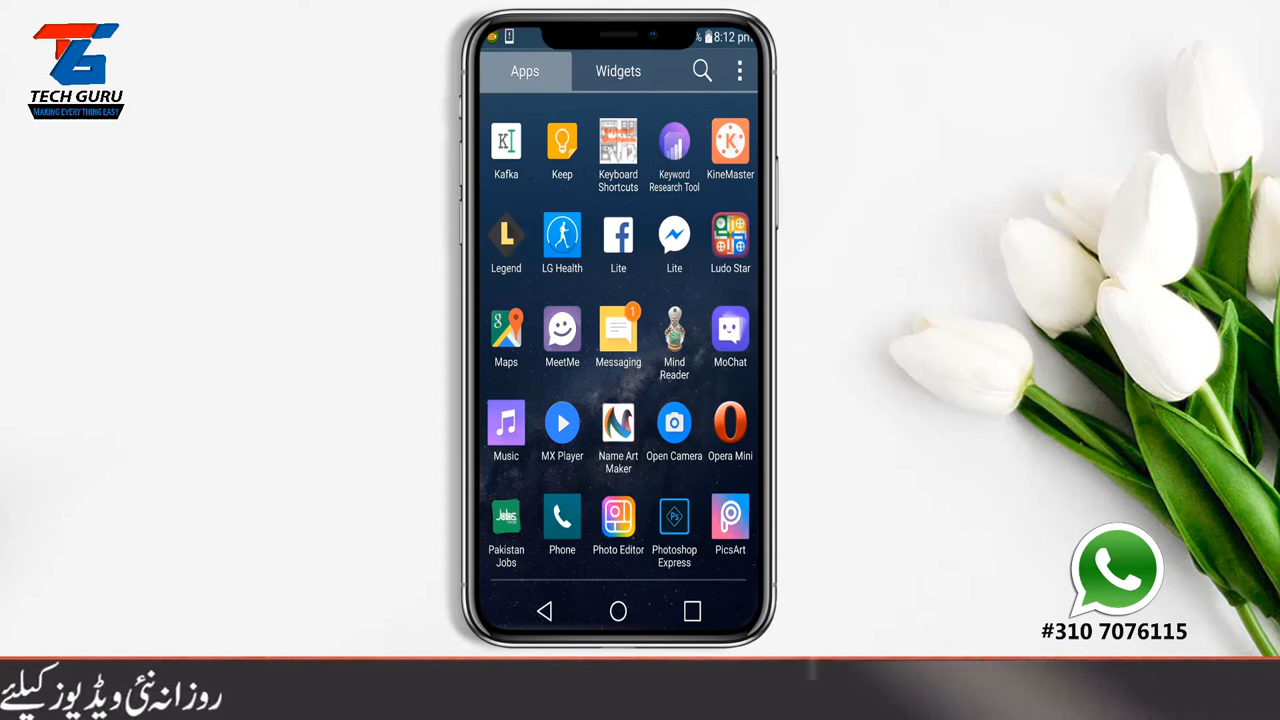 TECH GURU
MAKING EVERY THING EASY
% 8:12 pm
Apps Widgets
Kafka Keep Keyboard Shortcuts Keyword Research Tool KineMaster
Legend LG Health Lite Lite Ludo Star
1
Maps MeetMe Messaging Mind Reader MoChat
Music MX Player Name Art Maker Open Camera Opera Mini
Pakistan Jobs Phone Photo Editor Photoshop Express PicsArt
#310 7076115
روزانہ نئی ویڈیوز کیلئے